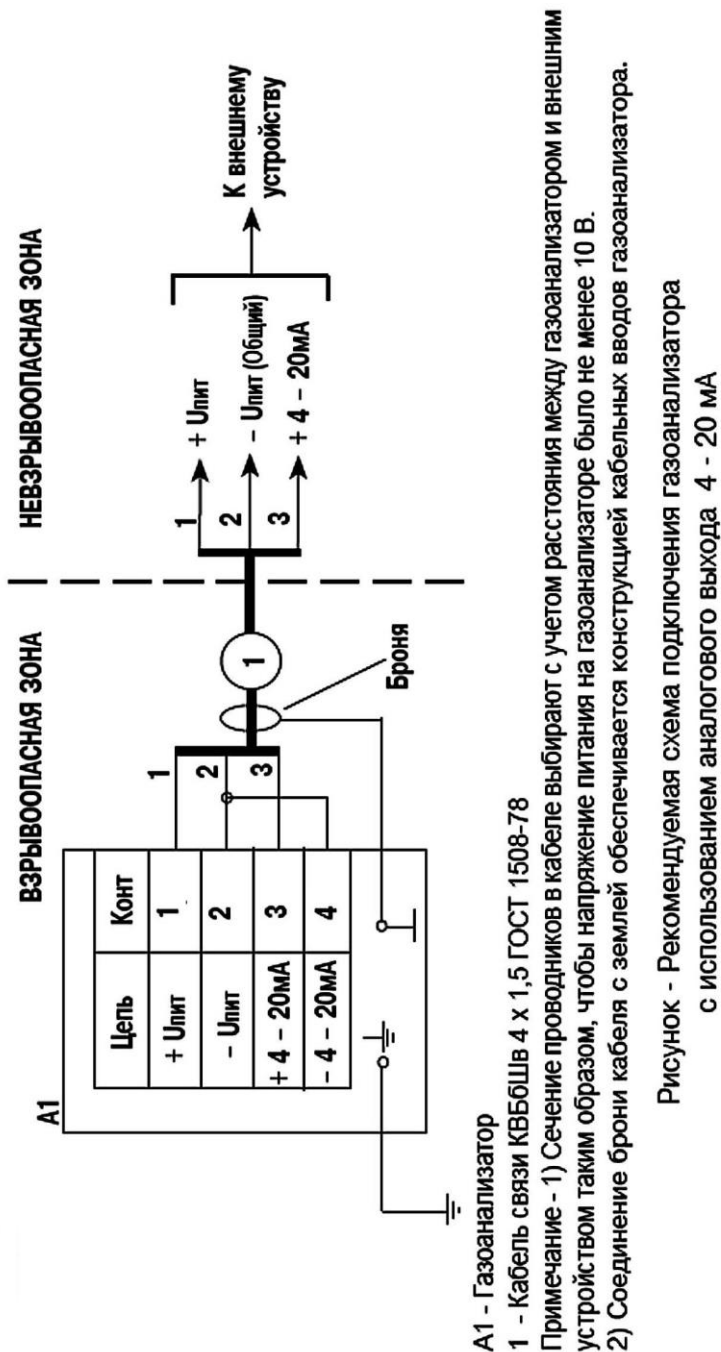 ВЗРЫВООПАСНАЯ ЗОНА
НЕВЗРЫВООПАСНАЯ ЗОНА
А1
Цепь Конт
+ Uпит 1
- Uпит 2
+ 4 - 20мА 3
- 4 - 20мА 4
1
2
3
1
Броня
1
2
3
+ Uпит
- Uпит (Общий)
+ 4 - 20мА
К внешнему
устройству
А1 - Газоанализатор
1 - Кабель связи КВБбШв 4 х 1,5 ГОСТ 1508-78
Примечание - 1) Сечение проводников в кабеле выбирают с учетом расстояния между газоанализатором и внешним
устройством таким образом, чтобы напряжение питания на газоанализаторе было не менее 10 В.
2) Соединение брони кабеля с землей обеспечивается конструкцией кабельных вводов газоанализатора.
Рисунок - Рекомендуемая схема подключения газоанализатора
с использованием аналогового выхода 4 - 20 мА